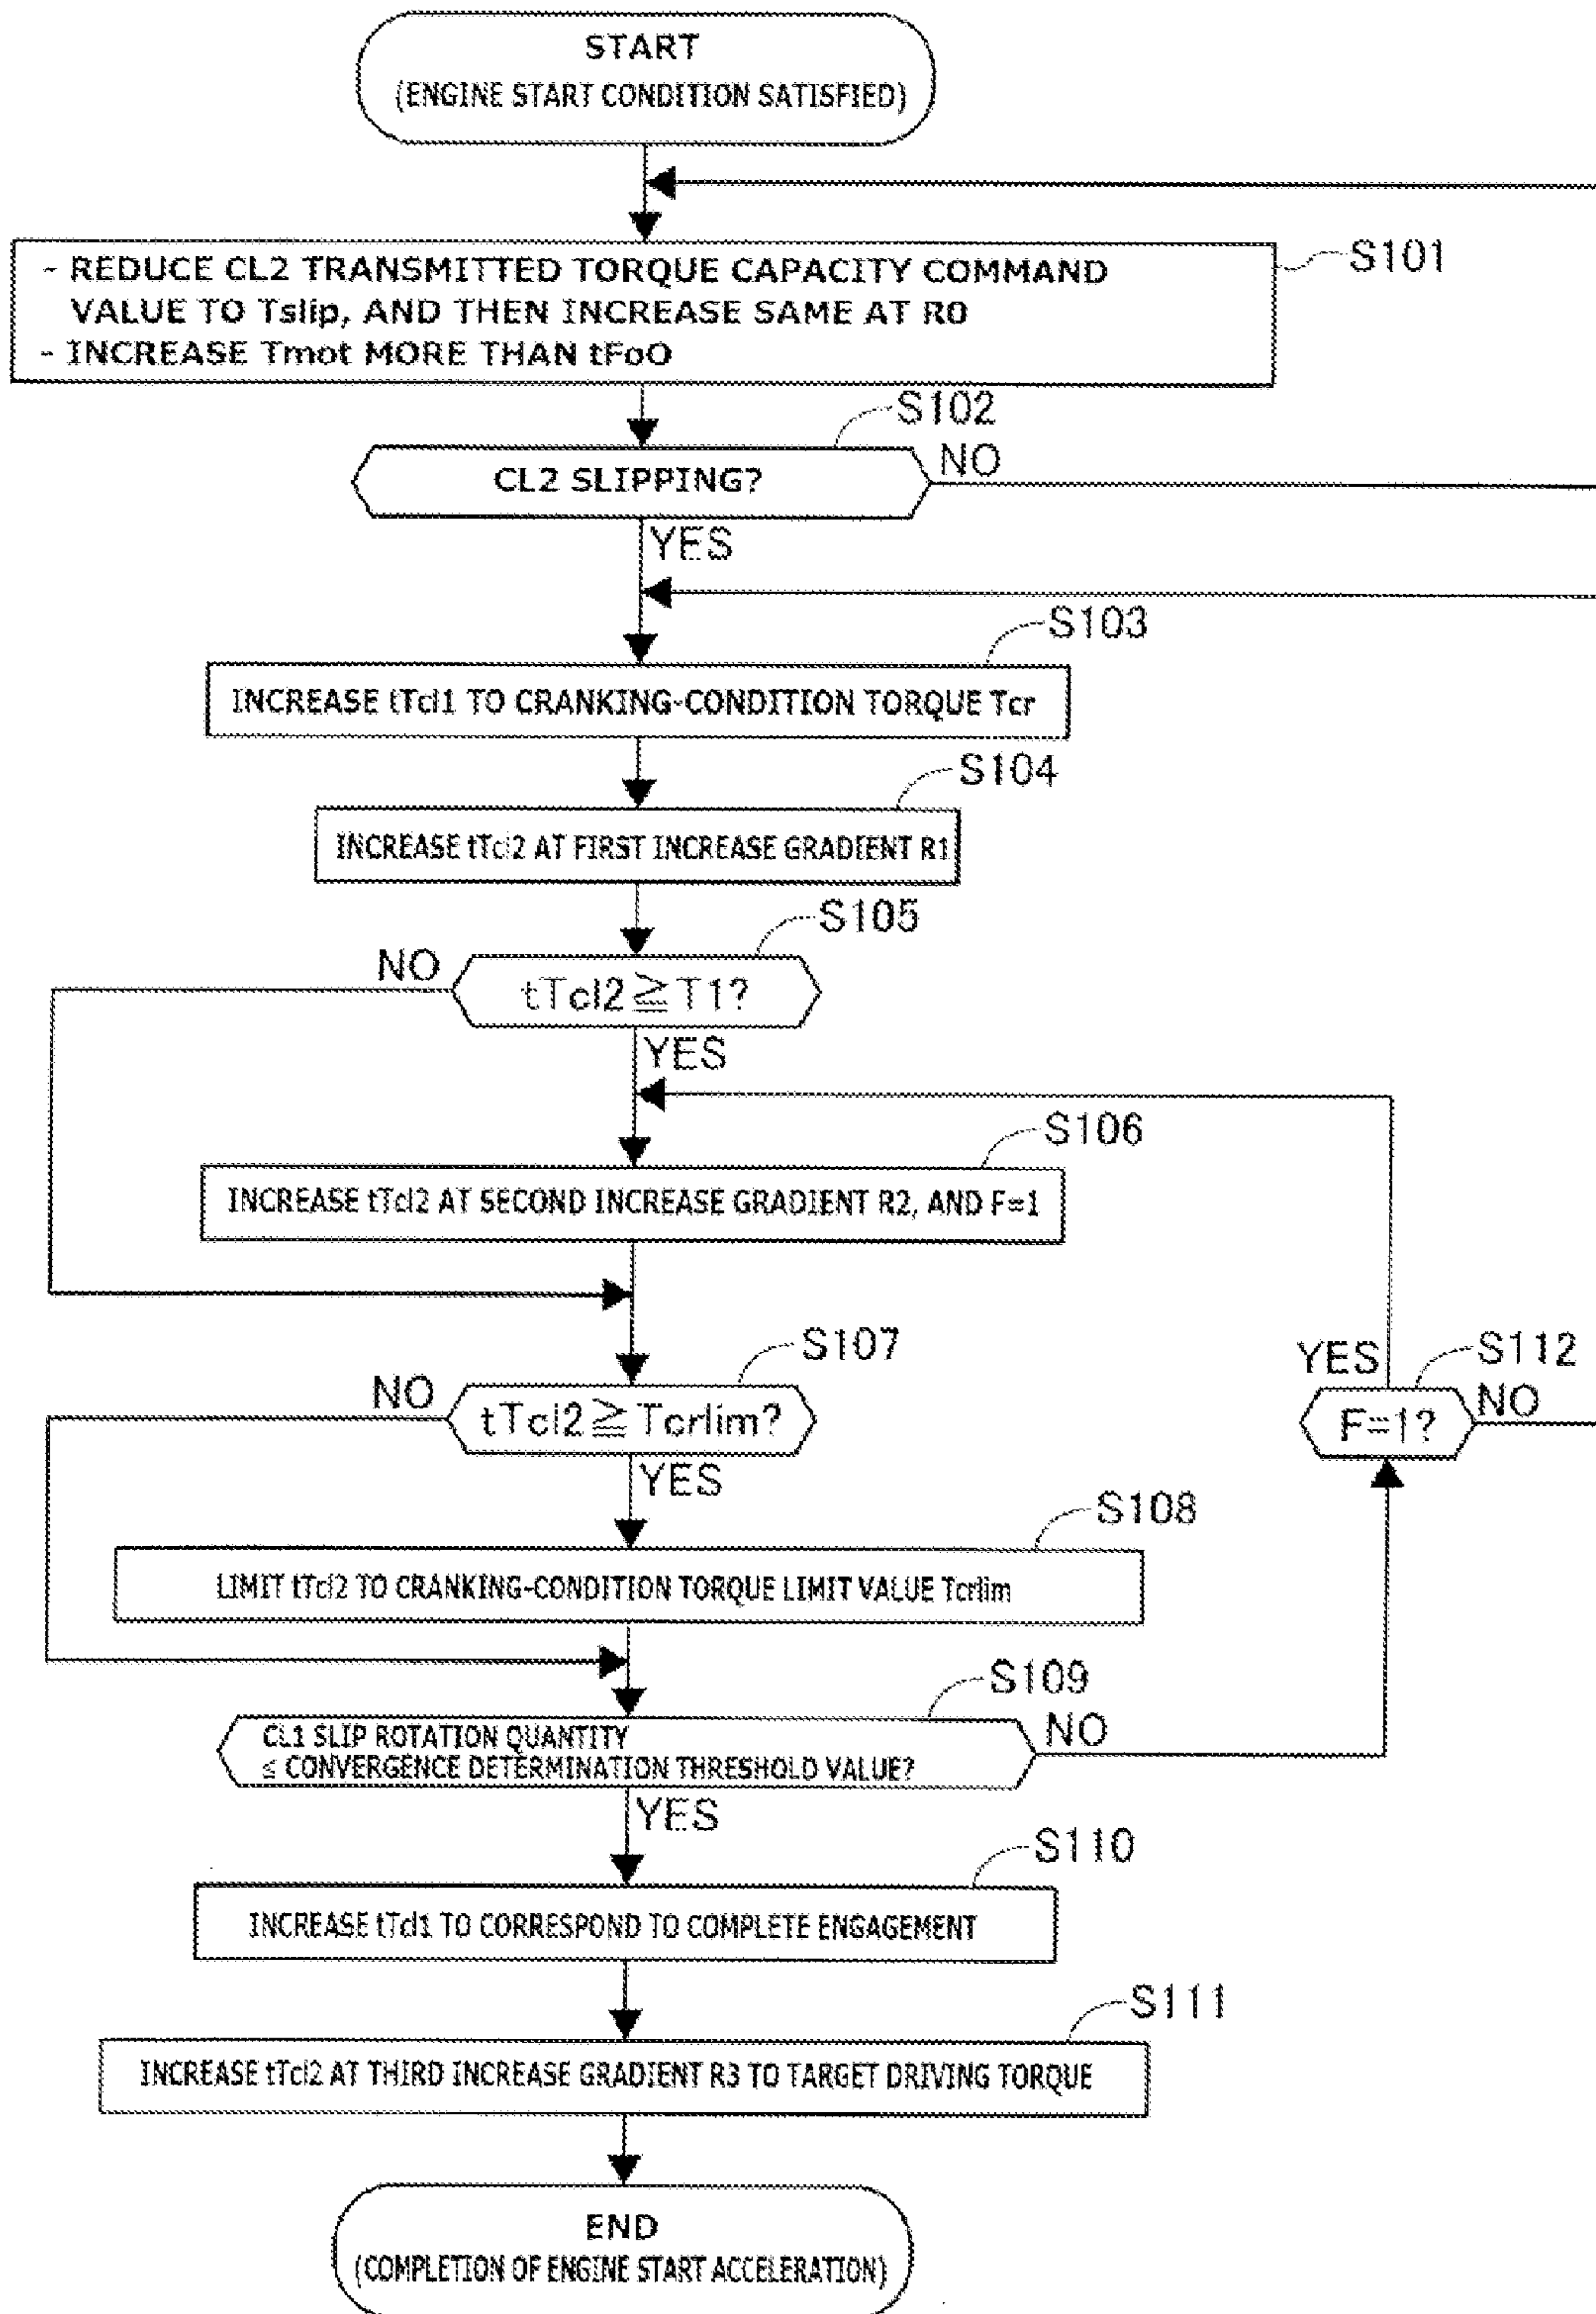 START
(ENGINE START CONDITION SATISFIED)
S101
- REDUCE CL2 TRANSMITTED TORQUE CAPACITY COMMAND
VALUE TO Tslip, AND THEN INCREASE SAME AT R0
- INCREASE Tmot MORE THAN tFoO
S102
CL2 SLIPPING?
NO
YES
S103
INCREASE tTcl1 TO CRANKING-CONDITION TORQUE Tcr
S104
INCREASE tTcl2 AT FIRST INCREASE GRADIENT R1
S105
NO
tTcl2≧T1?
YES
S106
INCREASE tTcl2 AT SECOND INCREASE GRADIENT R2, AND F=1
S107
NO
tTcl2≧Tcrlim?
YES
YES
S112
F=1?
NO
S108
LIMIT tTcl2 TO CRANKING-CONDITION TORQUE LIMIT VALUE Tcrlim
S109
CL1 SLIP ROTATION QUANTITY
≦ CONVERGENCE DETERMINATION THRESHOLD VALUE?
NO
YES
S110
INCREASE tTcl1 TO CORRESPOND TO COMPLETE ENGAGEMENT
S111
INCREASE tTcl2 AT THIRD INCREASE GRADIENT R3 TO TARGET DRIVING TORQUE
END
(COMPLETION OF ENGINE START ACCELERATION)